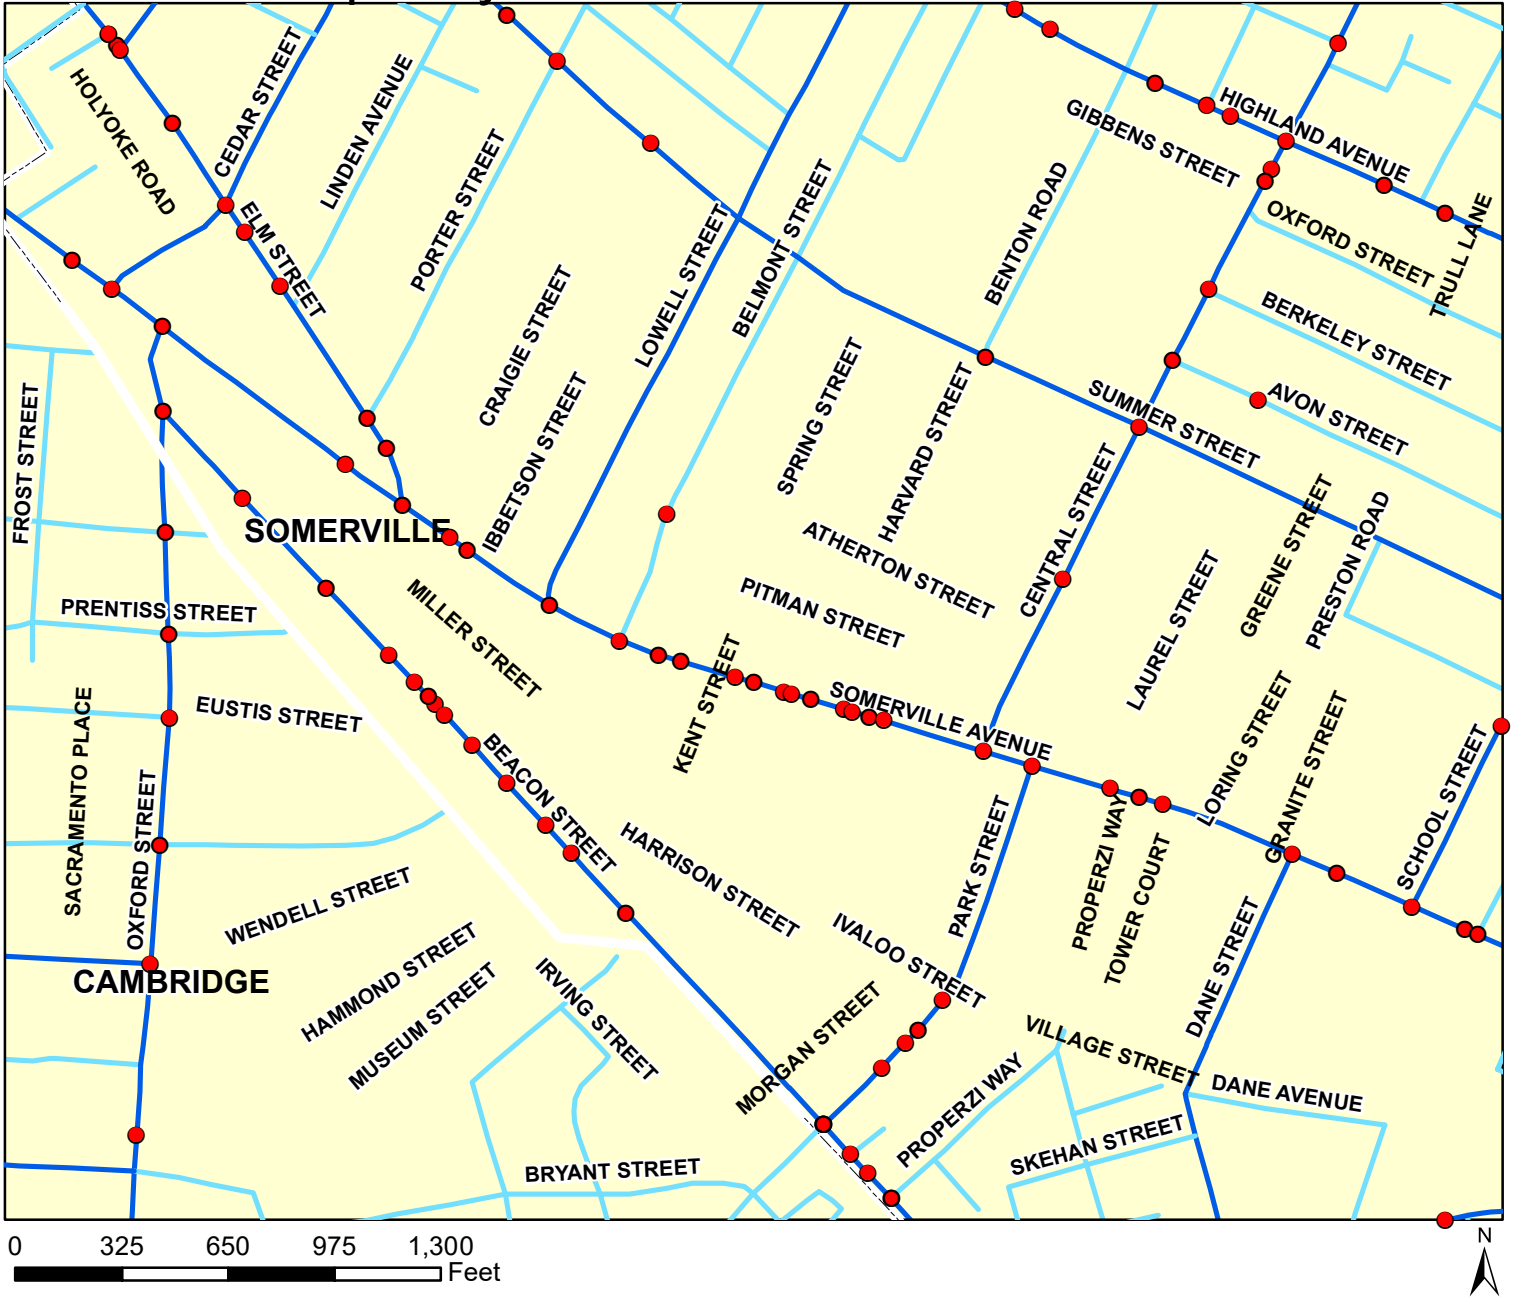 HOLYOKE ROAD
CEDAR STREET
LINDEN AVENUE
PORTER STREET
ELM STREET
CRAIGIE STREET
IBBETSON STREET
LOWELL STREET
BELMONT STREET
SPRING STREET
HARVARD STREET
BENTON ROAD
GIBBENS STREET
HIGHLAND AVENUE
OXFORD STREET
TRULL LANE
BERKELEY STREET
AVON STREET
SUMMER STREET
CENTRAL STREET
GREENE STREET
PRESTON ROAD
LAUREL STREET
LORING STREET
GRANITE STREET
SCHOOL STREET
ATHERTON STREET
PITMAN STREET
KENT STREET
SOMERVILLE AVENUE
FROST STREET
SOMERVILLE
MILLER STREET
PRENTISS STREET
EUSTIS STREET
SACRAMENTO PLACE
OXFORD STREET
BEACON STREET
HARRISON STREET
PARK STREET
PROPERZI WAY
TOWER COURT
DANE STREET
IVALOO STREET
WENDELL STREET
HAMMOND STREET
MUSEUM STREET
IRVING STREET
CAMBRIDGE
MORGAN STREET
VILLAGE STREET
PROPERZI WAY
DANE AVENUE
SKEHAN STREET
BRYANT STREET
0 325 650 975 1,300
Feet
N